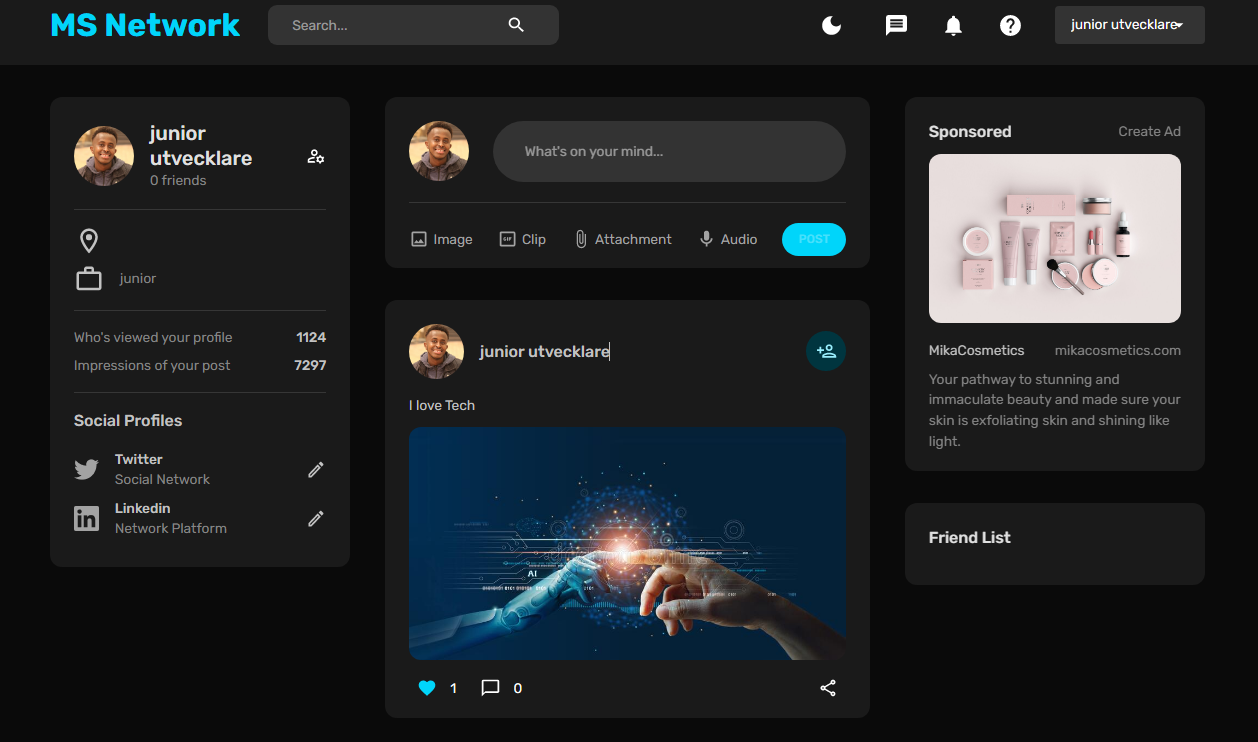 MS Network
Search...
junior utvecklare
junior
utvecklare
0 friends
junior
Who's viewed your profile 1124
Impressions of your post 7297
Social Profiles
Twitter
Social Network
Linkedin
Network Platform
What's on your mind...
Image
GIF Clip
Attachment
Audio
POST
junior utvecklare
I love Tech
AI
1
0
Sponsored
Create Ad
MikaCosmetics
mikacosmetics.com
Your pathway to stunning and
immaculate beauty and made sure your
skin is exfoliating skin and shining like
light.
Friend List